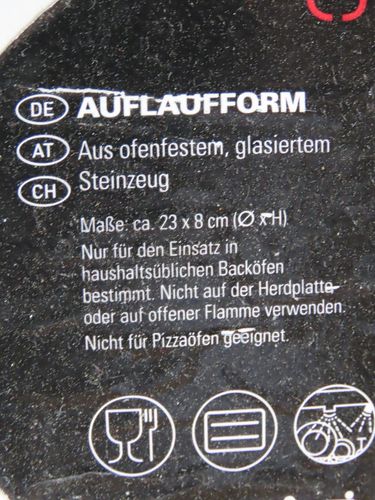 DE AUFLAUFFORM
AT Aus ofenfestem, glasiertem
CH Steinzeug
Maße: ca. 23 x 8 cm (Ø x H)
Nur für den Einsatz in
haushaltsüblichen Backöfen
bestimmt. Nicht auf der Herdplatte
oder auf offener Flamme verwenden.
Nicht für Pizzaöfen geeignet.